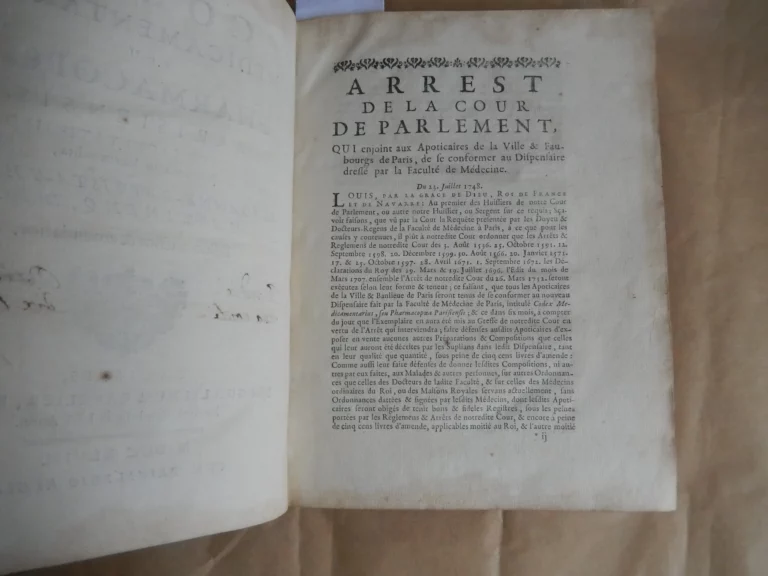 ARREST
DE LA COUR
DE PARLEMENT,
QUI enjoint aux Apoticaires de la Ville & Faubourgs
de Paris, de se conformer au Dispensaire
dressé par la Faculté de Médecine.
Du 23. Juillet 1748.
LOUIS, PAR LA GRACE DE DIEU, ROI DE FRANCE
ET DE NAVARRE: Au premier des Huissiers de notre Cour
de Parlement, ou autre notre Huissier, ou Sergent sur ce requis; sçavoir
faisons, que vû par la Cour la Requête présentée par les Doyen &
Docteurs-Régens de la Faculté de Médecine à Paris, à ce que pour les
causes y contenues, il plût à notredite Cour ordonner que les Arrêts &
Réglement de notredite Cour des 3. Août 1536. 25. Octobre 1591. 12.
Septembre 1598. 20. Décembre 1599. 30. Août 1566. 20. Janvier 1573.
17. & 25. Octobre 1597. 28. Avril 1671. 1. Septembre 1672. les Déclarations
du Roy des 29. Mars & 29. Juillet 1690. l'Edit du mois de
Mars 1707. ensemble l'Arrêt de notredite Cour du 26. Mars 1732. seront
exécutés selon leur forme & teneur; ce faisant, que tous les Apoticaires
de la Ville & Banlieue de Paris seront tenus de se conformer au nouveau
Dispensaire fait par la Faculté de Médecine de Paris, intitulé Codex Medicamentarius,
seu Pharmacopœa Parisiensis; & ce dans six mois, à compter
du jour que l'Exemplaire en aura été mis au Greffe de notredite Cour en
vertu de l'Arrêt qui interviendra; faire défenses ausdits Apoticaires d'exposer
en vente aucunes autres Préparations & Compositions que celles
qui leur auront été décrites par les Supplians dans ledit Dispensaire, tant
en leur qualité que quantité, sous peine de cinq cens livres d'amende:
Comme aussi leur faire défenses de donner lesdites Compositions, ni autres
par eux faites, aux Malades & autres personnes, sur autres Ordonnances
que celles des Docteurs de ladite Faculté, & sur celles des Médecins
ordinaires du Roi, ou des Maisons Royales servans actuellement, sans
Ordonnances dattées & signées par lesdits Médecins, dont lesdits Apoticaires
seront obligés de tenir bons & fideles Registres, sous les peines
portées par les Réglemens & Arrêts de notredite Cour, & encore à peine
de cinq cens livres d'amende, applicables moitié au Roi, & l'autre moitié
* ij